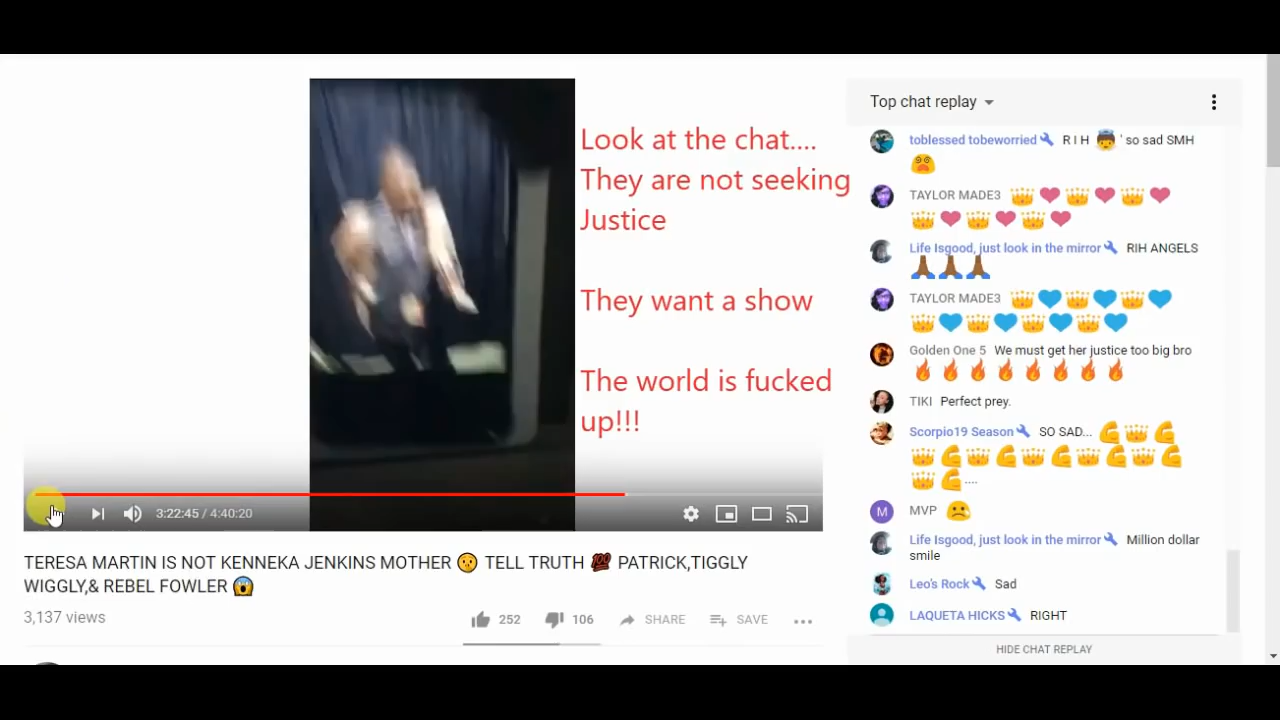 Look at the chat....
They are not seeking
Justice
They want a show
The world is fucked
up!!!
3:22:45 / 4:40:20
TERESA MARTIN IS NOT KENNEKA JENKINS MOTHER 🤫 TELL TRUTH 💯 PATRICK,TIGGLY
WIGGLY,& REBEL FOWLER 😱
3,137 views
252
106
SHARE
SAVE
Top chat replay
toblessed tobeworried R I H 😇 ' so sad SMH
😵
TAYLOR MADE3 👑❤👑❤👑❤
👑❤👑❤👑❤
Life Isgood, just look in the mirror RIH ANGELS
🙏🏾🙏🏾🙏🏾
TAYLOR MADE3 👑💙👑💙👑💙
👑💙👑💙👑💙👑💙
Golden One 5 We must get her justice too big bro
🔥🔥🔥🔥🔥🔥🔥🔥
TIKI Perfect prey.
Scorpio19 Season SO SAD... 💪👑💪
👑💪👑💪👑💪👑💪👑💪
👑💪....
M
MVP ☹
Life Isgood, just look in the mirror Million dollar
smile
Leo's Rock Sad
LAQUETA HICKS RIGHT
HIDE CHAT REPLAY